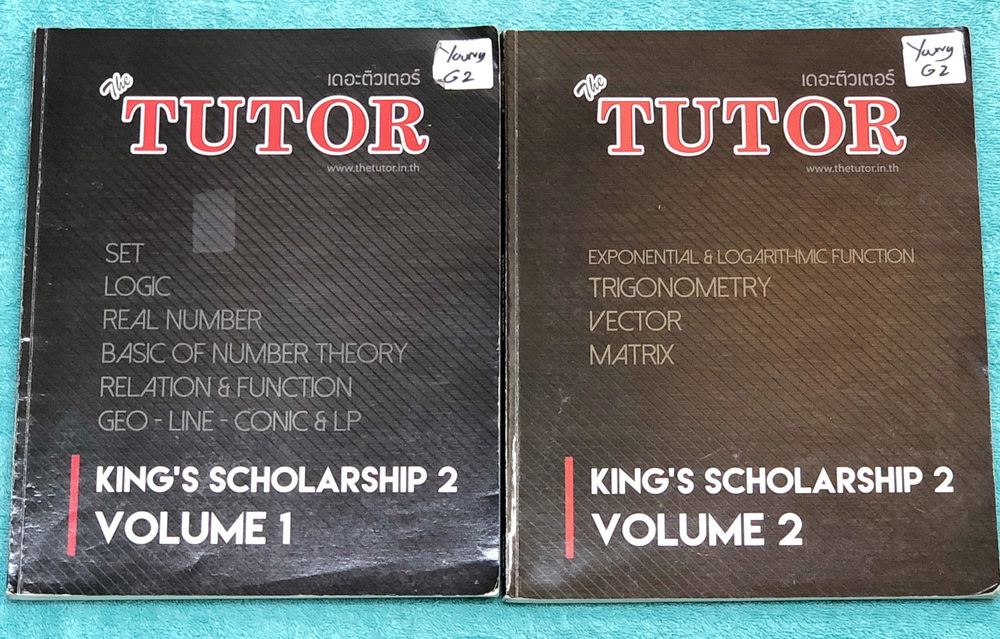 Young
G2
เดอะติวเตอร์
The
TUTOR
www.thetutor.in.th
SET
LOGIC
REAL NUMBER
BASIC OF NUMBER THEORY
RELATION & FUNCTION
GEO - LINE - CONIC & LP
KING'S SCHOLARSHIP 2
VOLUME 1
Young
G2
เดอะติวเตอร์
The
TUTOR
www.thetutor.in.th
EXPONENTIAL & LOGARITHMIC FUNCTION
TRIGONOMETRY
VECTOR
MATRIX
KING'S SCHOLARSHIP 2
VOLUME 2